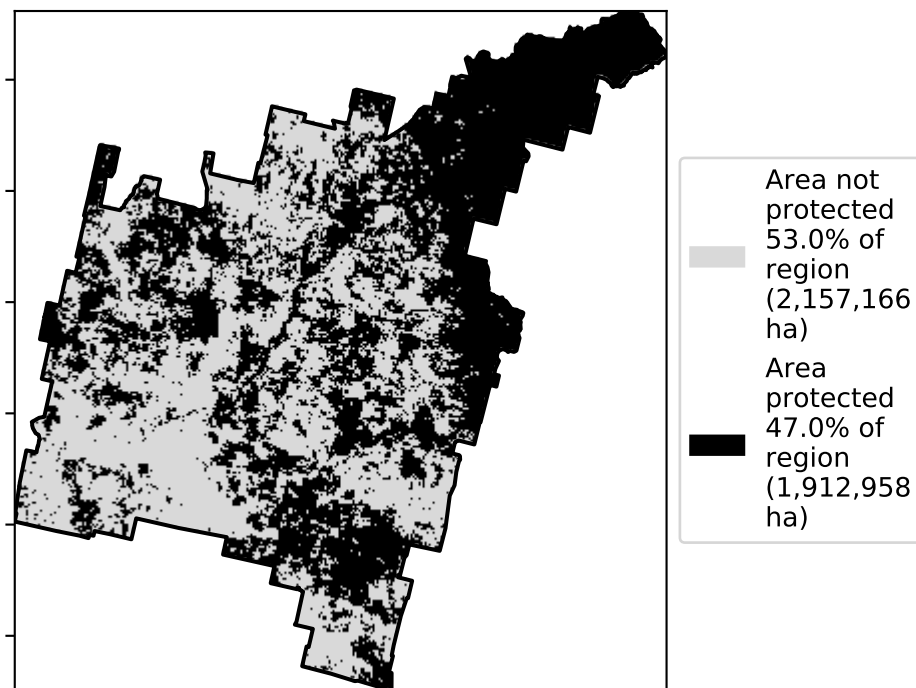 Area not
protected
53.0% of
region
(2,157,166
ha)
Area
protected
47.0% of
region
(1,912,958
ha)